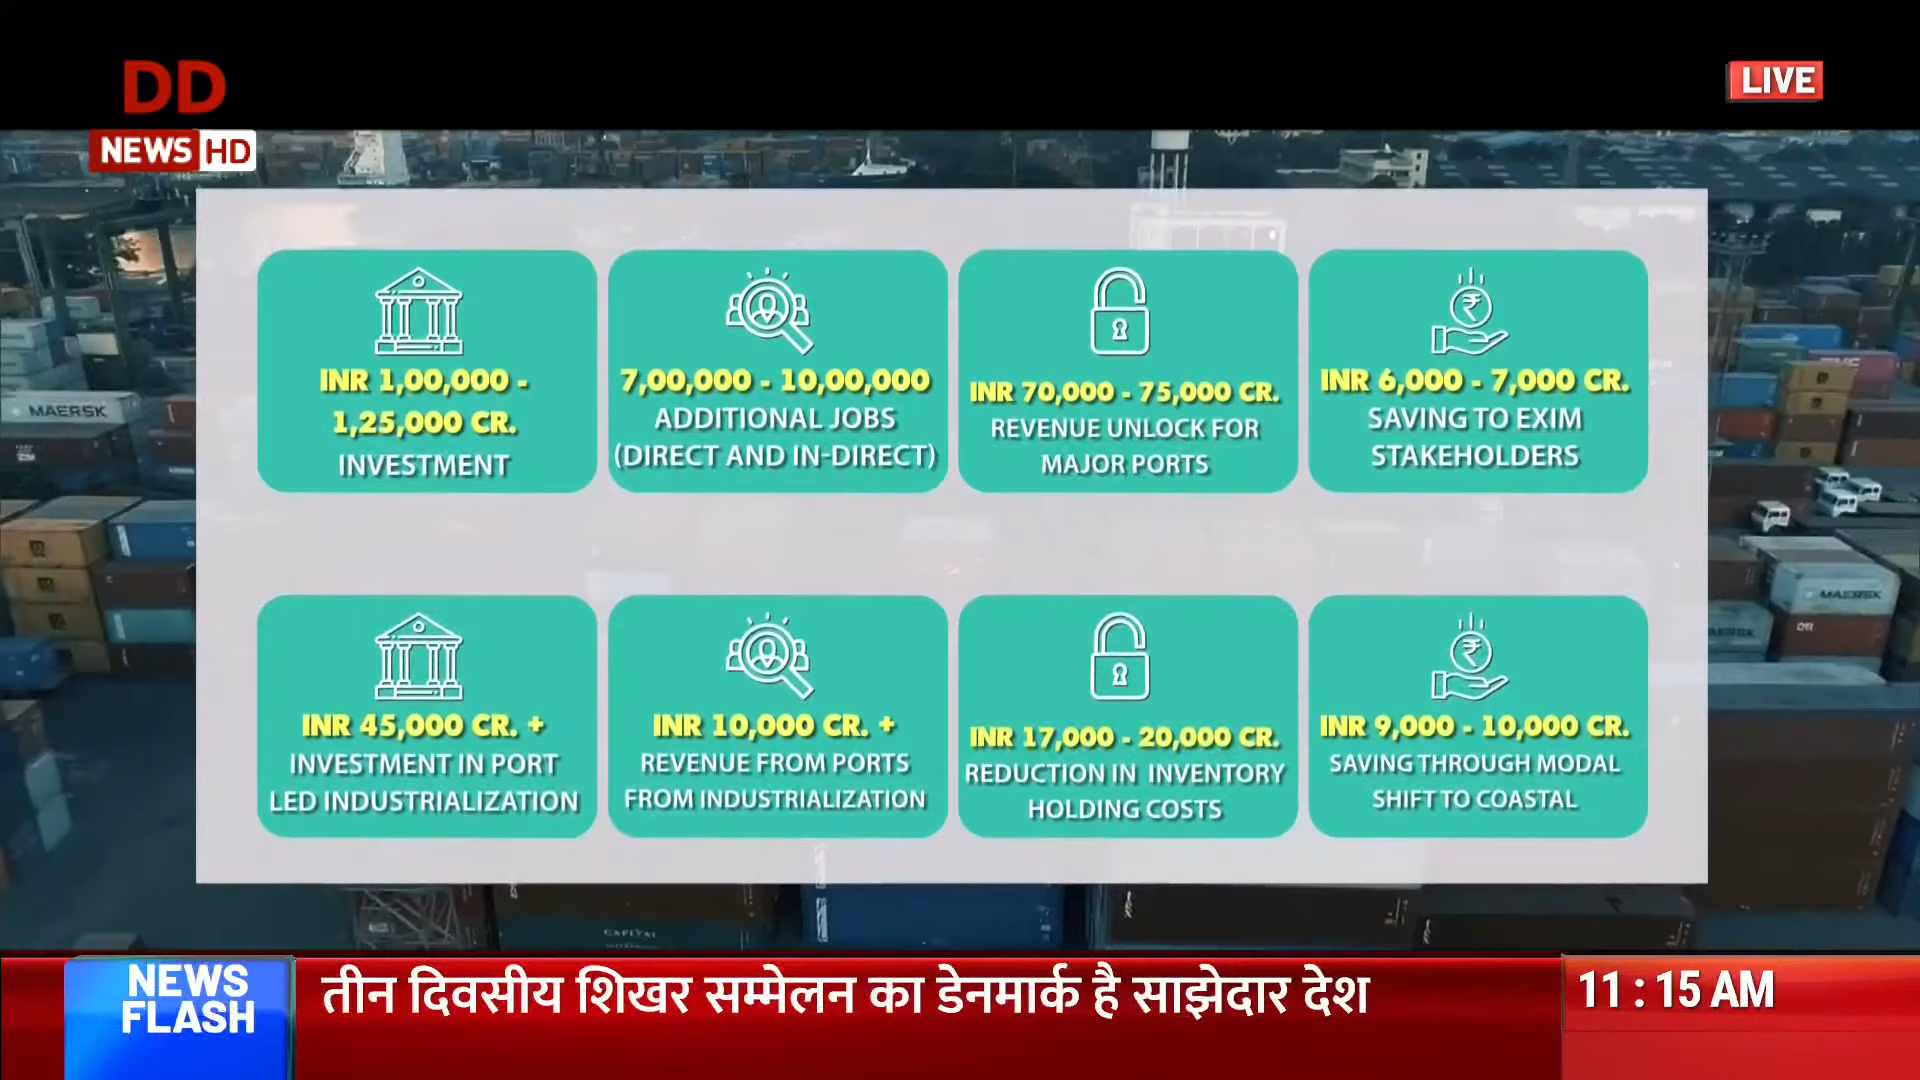 DD
NEWS HD
LIVE
INR 1,00,000 -
1,25,000 CR.
INVESTMENT
7,00,000 - 10,00,000
ADDITIONAL JOBS
(DIRECT AND IN-DIRECT)
INR 70,000 - 75,000 CR.
REVENUE UNLOCK FOR
MAJOR PORTS
INR 6,000 - 7,000 CR.
SAVING TO EXIM
STAKEHOLDERS
MAERSK
INR 45,000 CR. +
INVESTMENT IN PORT
LED INDUSTRIALIZATION
INR 10,000 CR. +
REVENUE FROM PORTS
FROM INDUSTRIALIZATION
INR 17,000 - 20,000 CR.
REDUCTION IN INVENTORY
HOLDING COSTS
INR 9,000 - 10,000 CR.
SAVING THROUGH MODAL
SHIFT TO COASTAL
MAERSK
CAPITAL
NEWS
FLASH
तीन दिवसीय शिखर सम्मेलन का डेनमार्क है साझेदार देश
11 : 15 AM